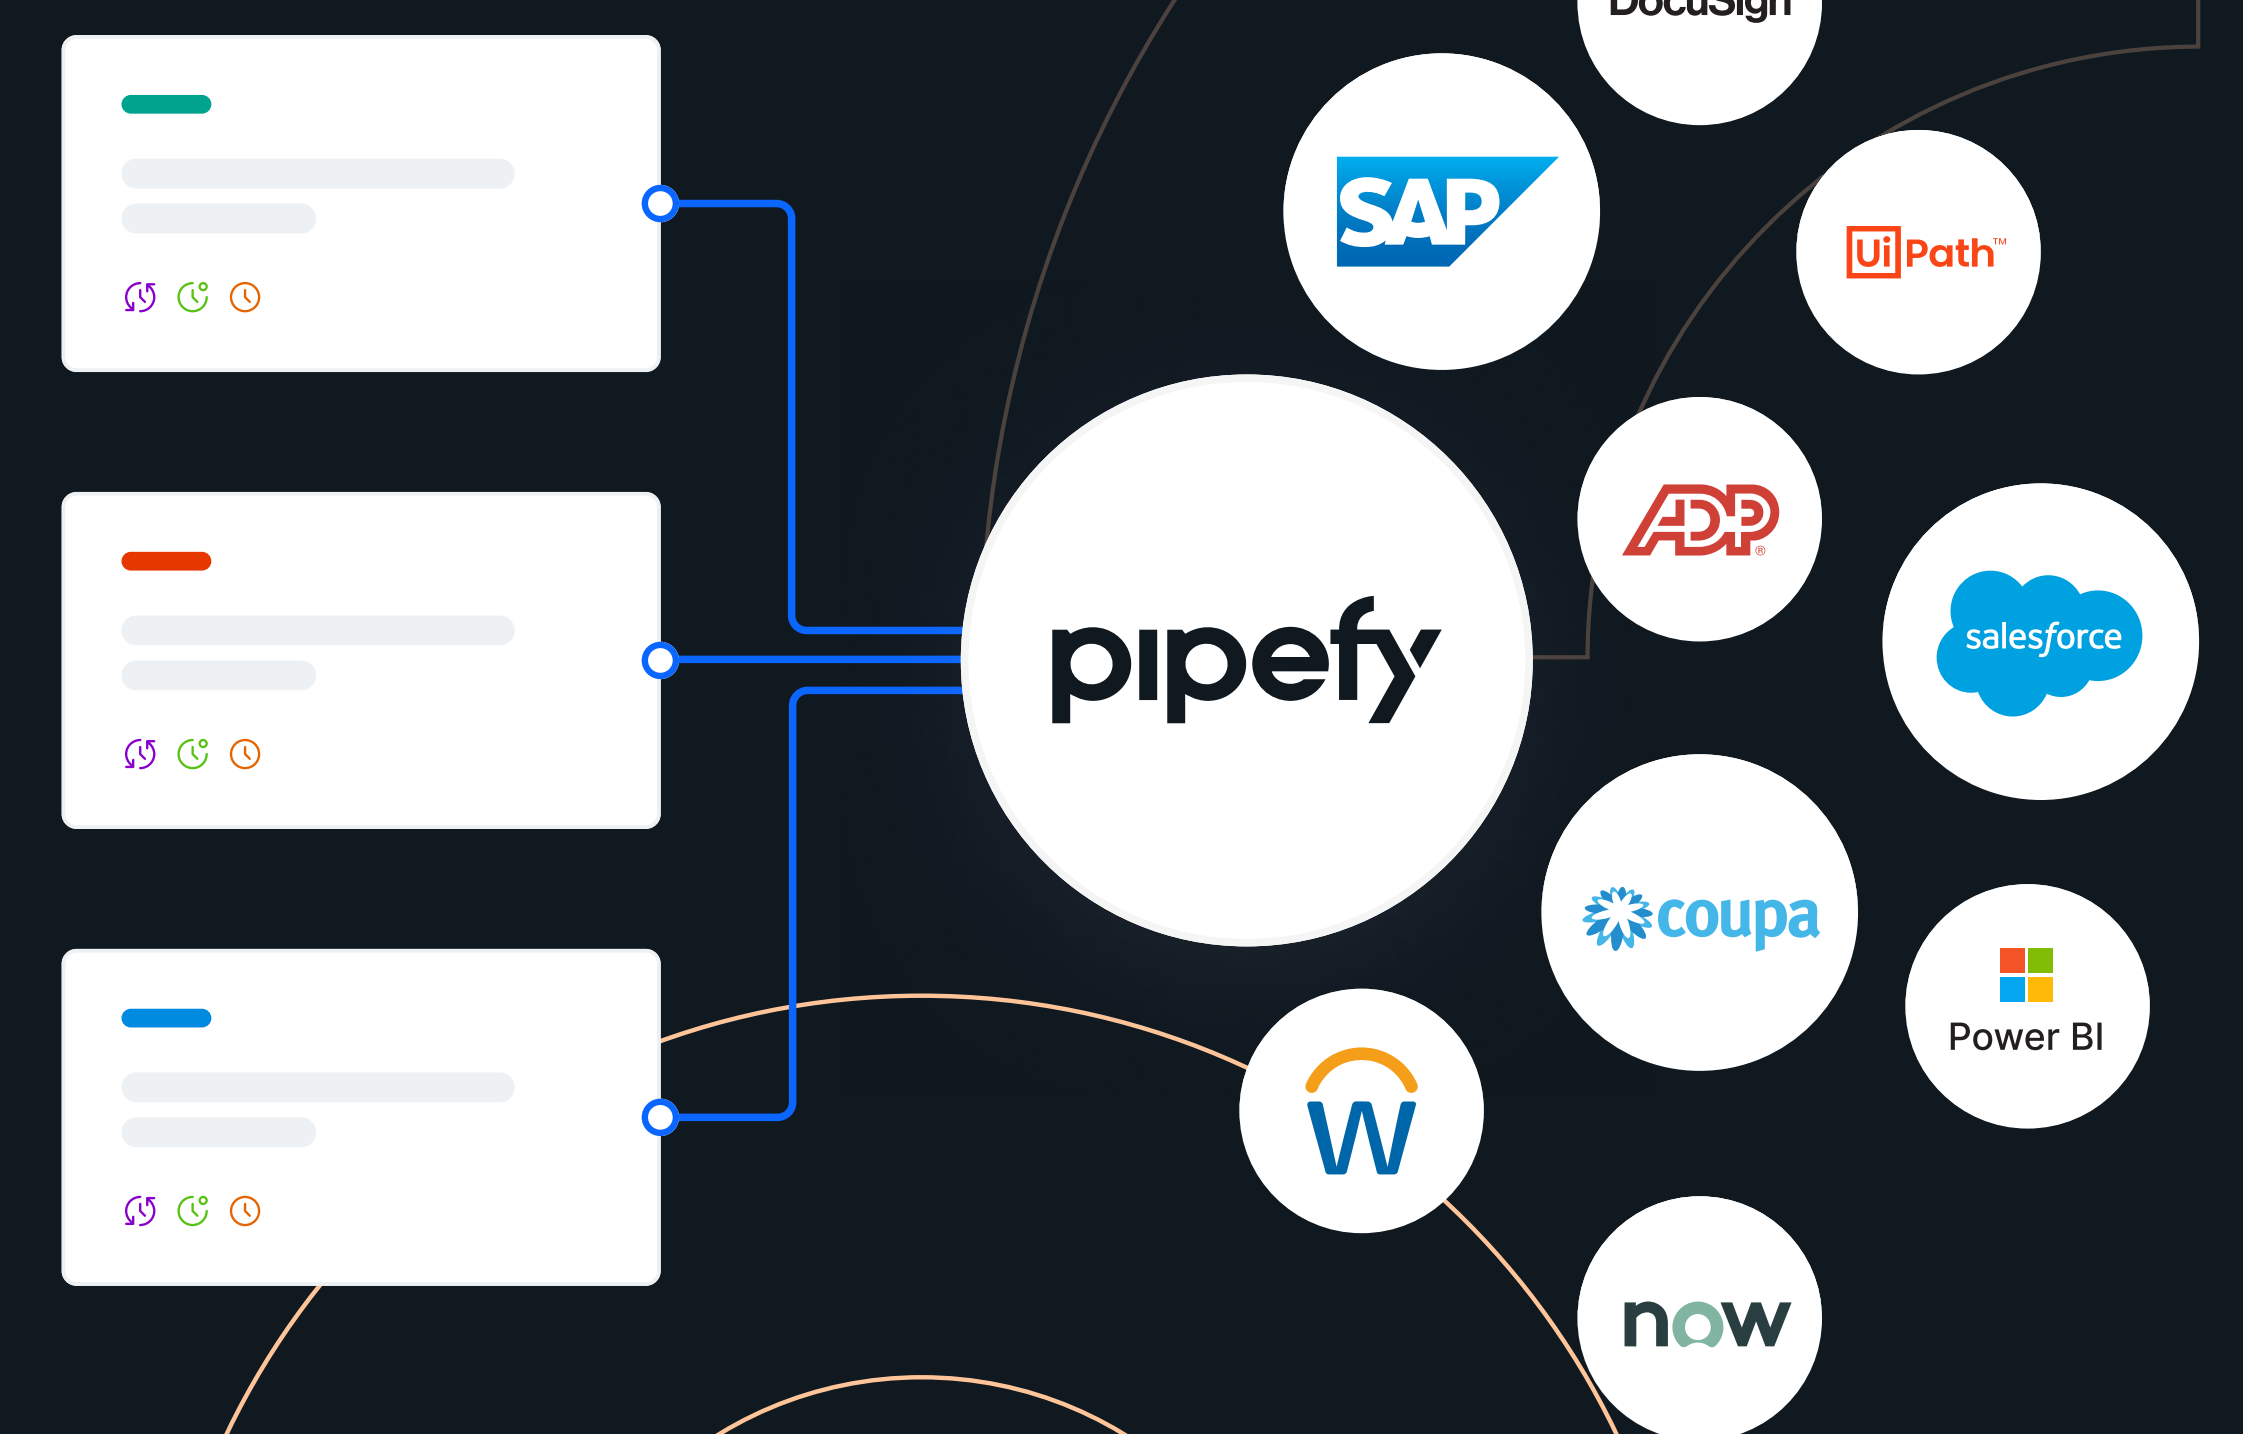 DocuSign
SAP
UiPath™
ADP®
salesforce
pipefy
coupa
Power BI
W
now